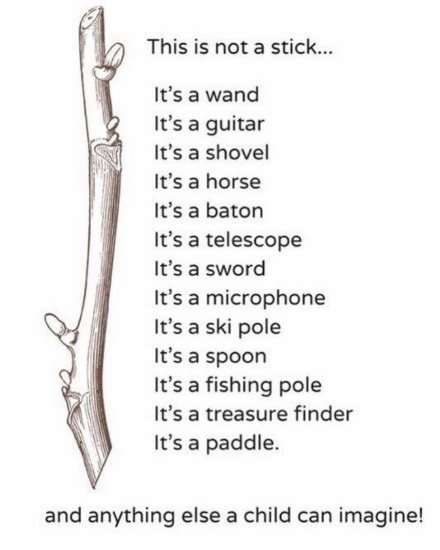 This is not a stick...
It's a wand
It's a guitar
It's a shovel
It's a horse
It's a baton
It's a telescope
It's a sword
It's a microphone
It's a ski pole
It's a spoon
It's a fishing pole
It's a treasure finder
It's a paddle.
and anything else a child can imagine!